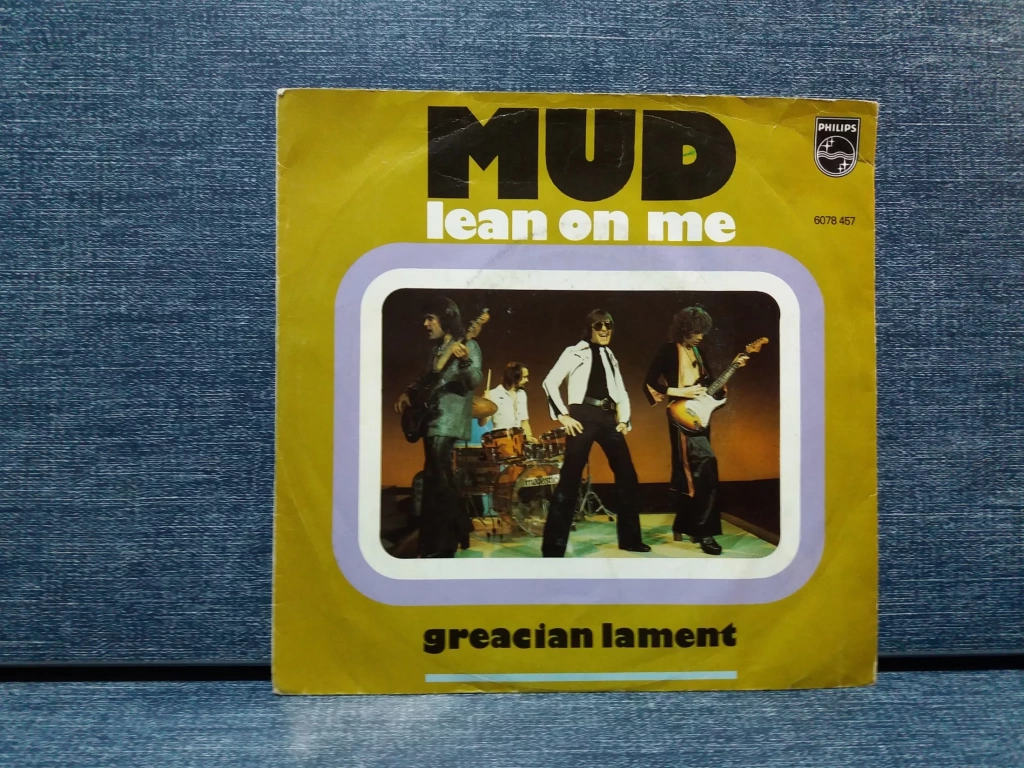 MUD
lean on me
PHILIPS
6078 457
greacian lament